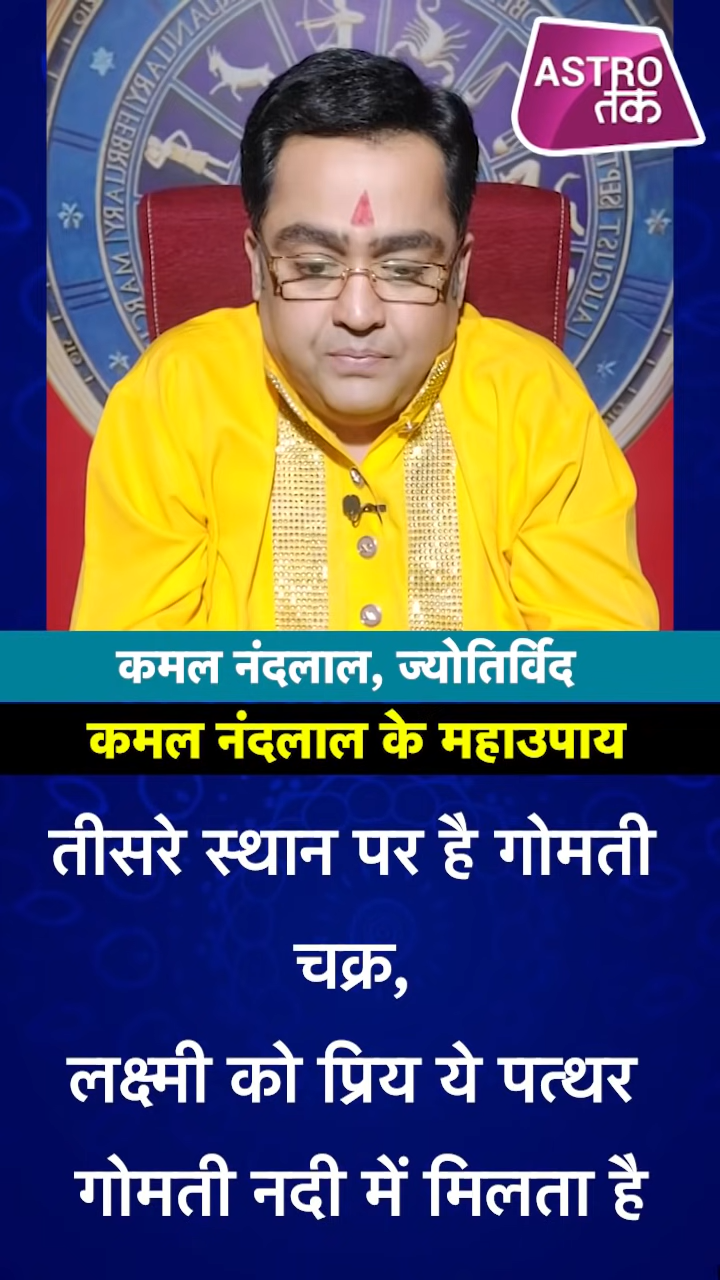 ASTRO
तक
कमल नंदलाल, ज्योतिर्विद
कमल नंदलाल के महाउपाय
तीसरे स्थान पर है गोमती
चक्र,
लक्ष्मी को प्रिय ये पत्थर
गोमती नदी में मिलता है